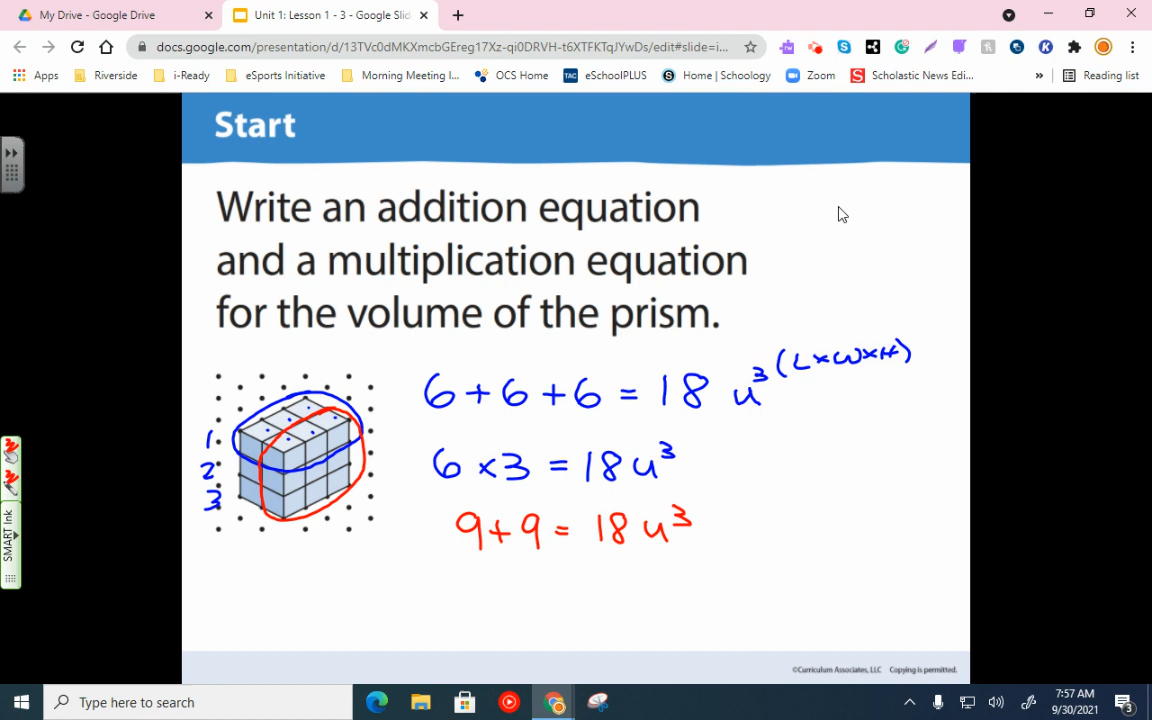 My Drive - Google Drive
Unit 1: Lesson 1 - 3 - Google Slid
docs.google.com/presentation/d/13TVc0dMKXmcbGEreg17Xz-qi0DRVH-t6XTFKTqJYwDs/edit#slide=i...
Apps Riverside i-Ready eSports Initiative Morning Meeting I... OCS Home TAC eSchoolPLUS Home | Schoology Zoom Scholastic News Edi... » Reading list
Start
Write an addition equation
and a multiplication equation
for the volume of the prism.
6+6+6 = 18 u³ (L×W×H)
1
2
3
6 × 3 = 18u³
9+9 = 18u³
SMART Ink
©Curriculum Associates, LLC Copying is permitted.
Type here to search
7:57 AM
9/30/2021
3